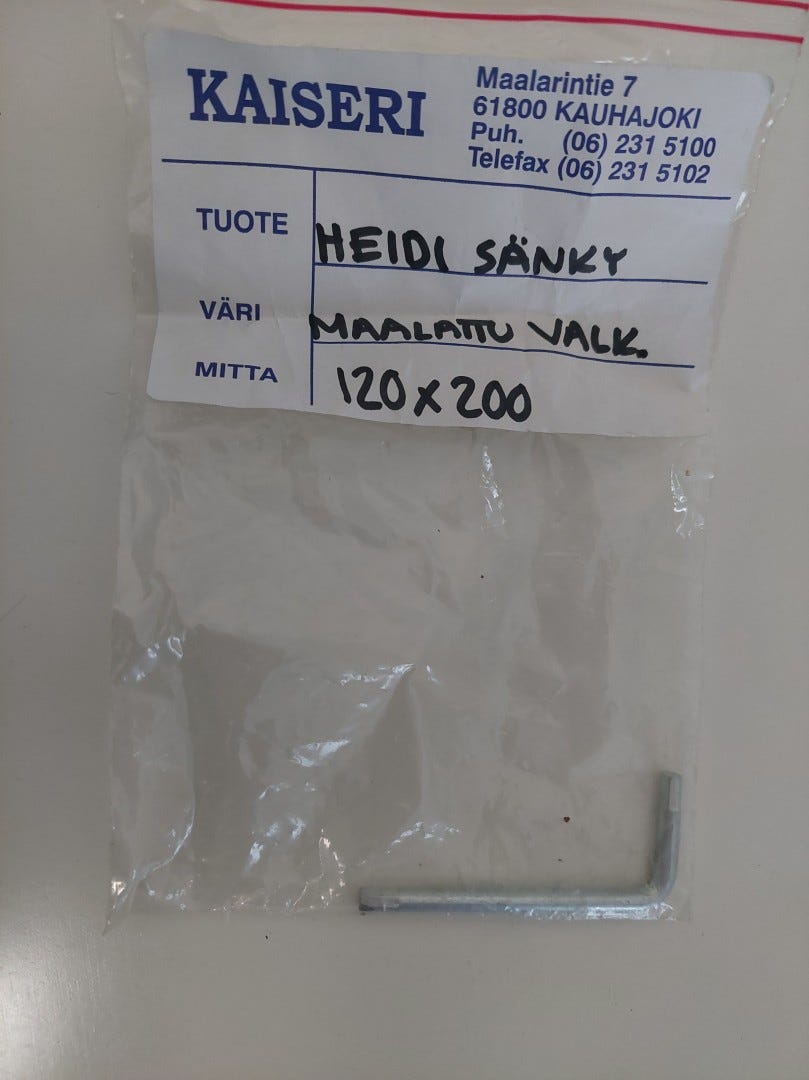 KAISERI
Maalarintie 7
61800 KAUHAJOKI
Puh. (06) 231 5100
Telefax (06) 231 5102
TUOTE HEIDI SÄNKY
VÄRI MAALATTU VALK.
MITTA 120 x 200